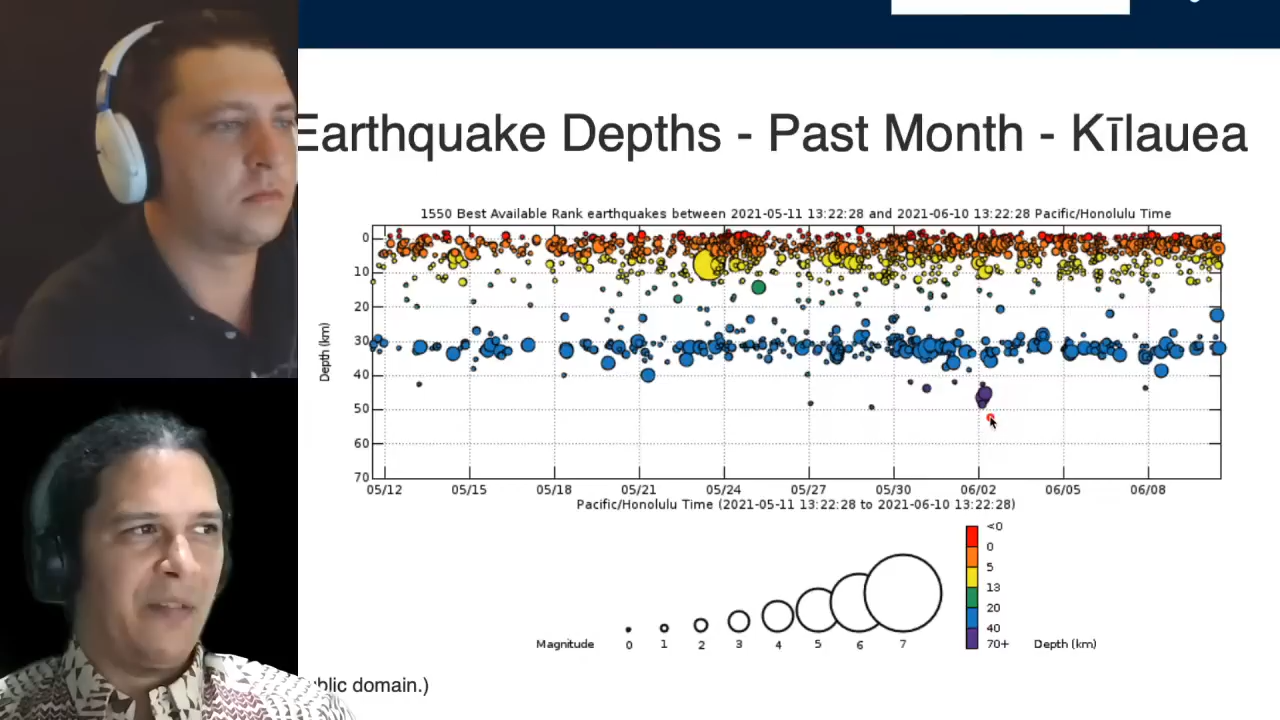 Earthquake Depths - Past Month - Kīlauea
1550 Best Available Rank earthquakes between 2021-05-11 13:22:28 and 2021-06-10 13:22:28 Pacific/Honolulu Time
0
10
20
30
40
50
60
70
Depth (km)
05/12 05/15 05/18 05/21 05/24 05/27 05/30 06/02 06/05 06/08
Pacific/Honolulu Time (2021-05-11 13:22:28 to 2021-06-10 13:22:28)
<0
0
5
13
20
40
70+
Depth (km)
Magnitude 0 1 2 3 4 5 6 7
domain.)